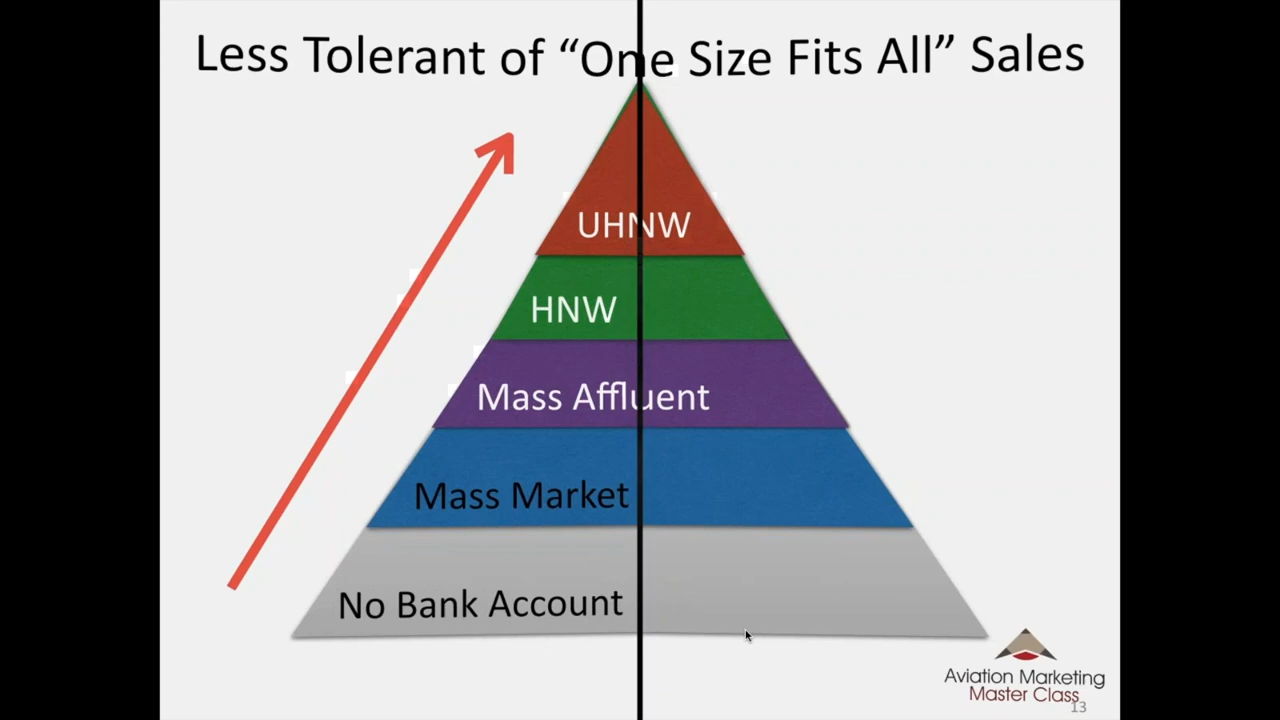 Less Tolerant of “One Size Fits All” Sales
UHNW
HNW
Mass Affluent
Mass Market
No Bank Account
Aviation Marketing
Master Class
13